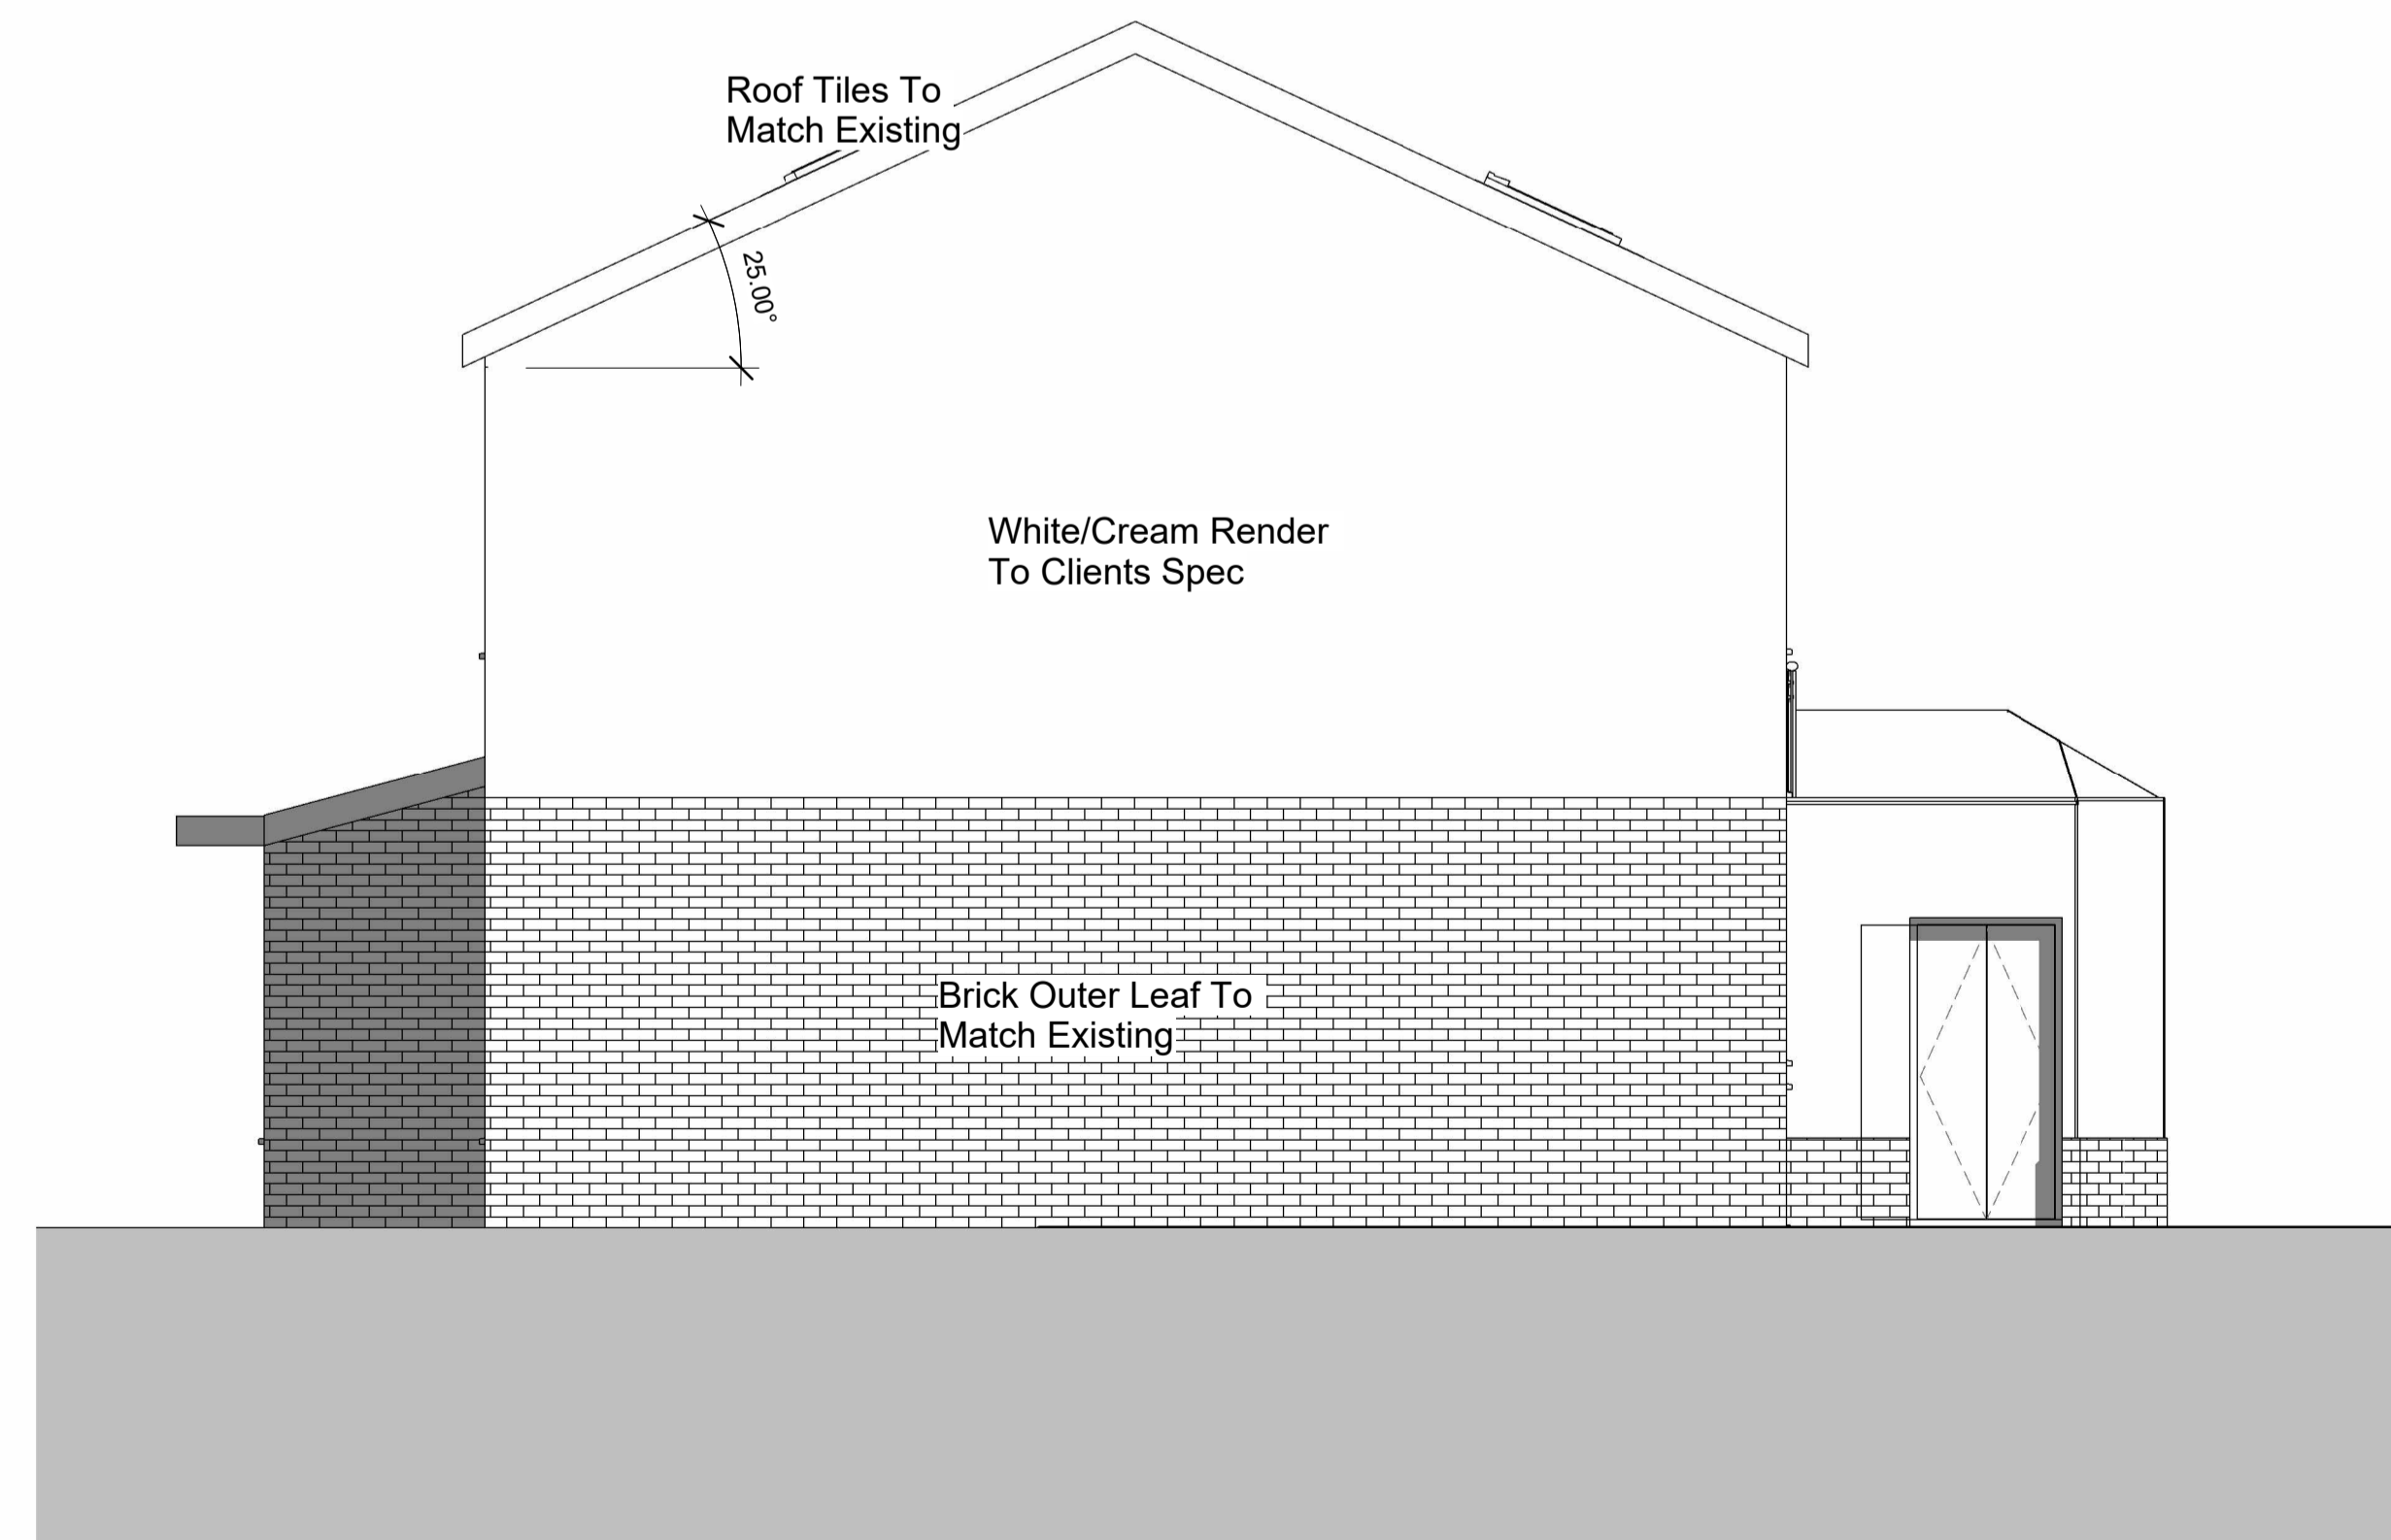 Roof Tiles To
Match Existing
25.00°
White/Cream Render
To Clients Spec
Brick Outer Leaf To
Match Existing